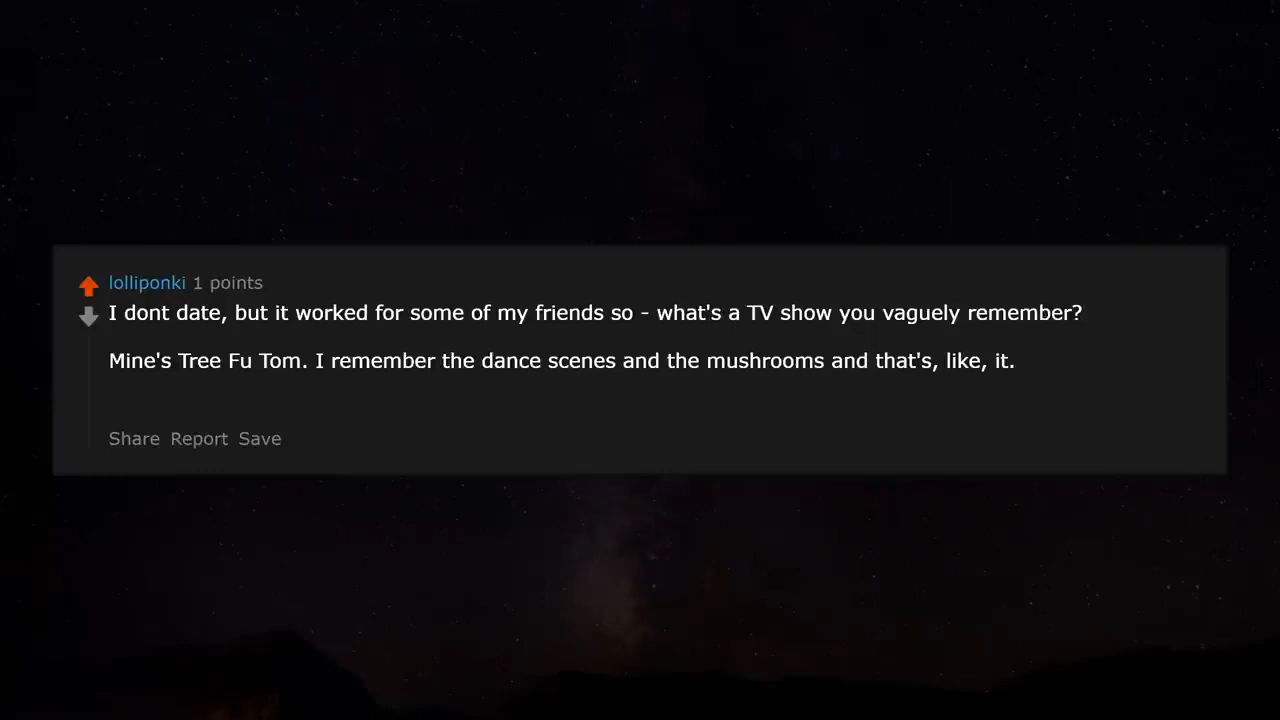 lolliponki 1 points
I dont date, but it worked for some of my friends so - what's a TV show you vaguely remember?
Mine's Tree Fu Tom. I remember the dance scenes and the mushrooms and that's, like, it.
Share Report Save